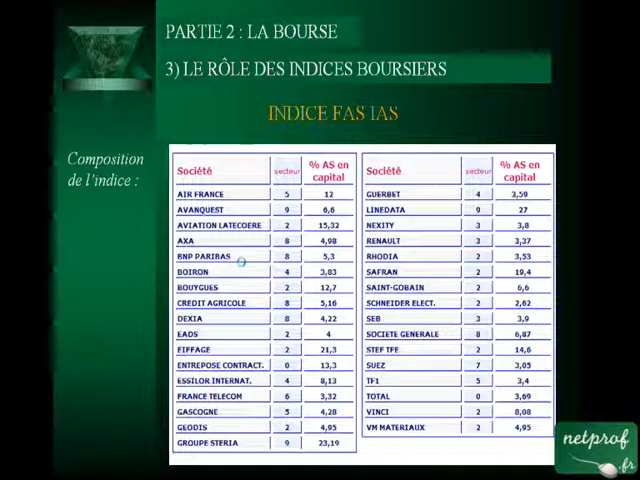 PARTIE 2 : LA BOURSE
3) LE RÔLE DES INDICES BOURSIERS
INDICE FAS IAS
Composition
de l'indice :
Société secteur % AS en capital
AIR FRANCE 5 12
AVANQUEST 9 6,6
AVIATION LATECOERE 2 15,32
AXA 8 4,98
BNP PARIBAS 8 5,3
BOIRON 4 3,83
BOUYGUES 2 12,7
CREDIT AGRICOLE 8 5,16
DEXIA 8 4,22
EADS 2 4
EIFFAGE 2 21,3
ENTREPOSE CONTRACT. 0 13,3
ESSILOR INTERNAT. 4 8,13
FRANCE TELECOM 6 3,32
GASCOGNE 5 4,28
GEODIS 2 4,95
GROUPE STERIA 9 23,19
Société secteur % AS en capital
GUERBET 4 3,59
LINEDATA 9 27
NEXITY 3 3,8
RENAULT 3 3,37
RHODIA 2 3,53
SAFRAN 2 19,4
SAINT-GOBAIN 2 6,6
SCHNEIDER ELECT. 2 2,62
SEB 3 3,9
SOCIETE GENERALE 8 6,87
STEF TFE 2 14,6
SUEZ 7 3,05
TF1 5 3,4
TOTAL 0 3,69
VINCI 2 8,08
VM MATERIAUX 2 4,95
netprof
.fr